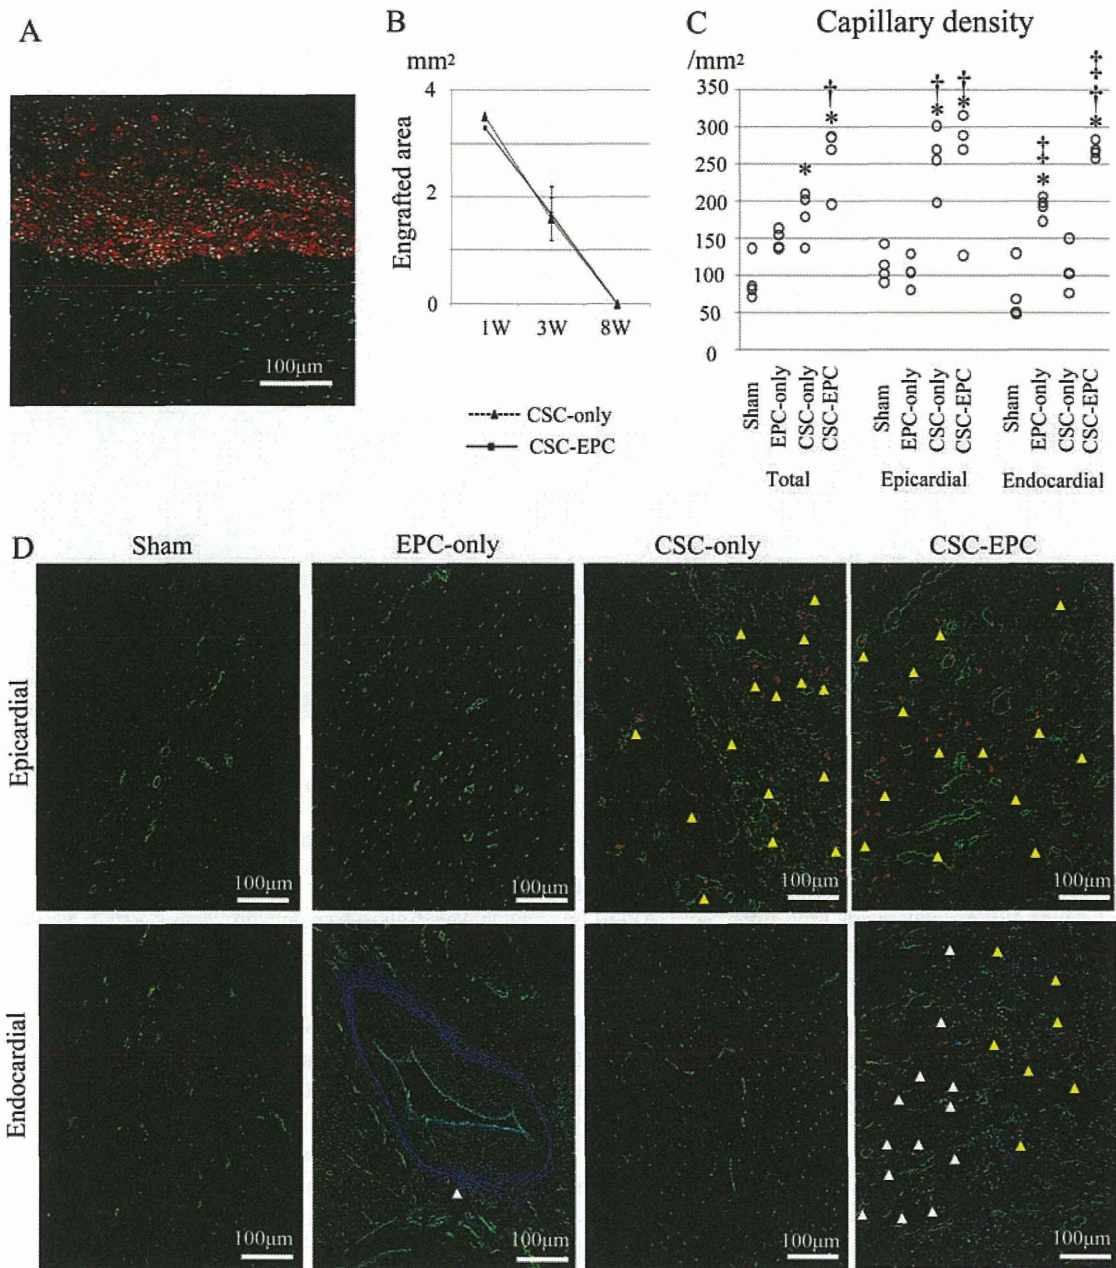 A
100μm
B
mm²
Engrafted area
4
2
0
1W 3W 8W
CSC-only
CSC-EPC
C
Capillary density
/mm²
350
300
250
200
150
100
50
0
†
*
*
†
*
†
*
‡
*
‡
†
*
Sham
EPC-only
CSC-only
CSC-EPC
Sham
EPC-only
CSC-only
CSC-EPC
Sham
EPC-only
CSC-only
CSC-EPC
Total Epicardial Endocardial
D
Sham EPC-only CSC-only CSC-EPC
Epicardial
100μm 100μm 100μm 100μm
Endocardial
100μm 100μm 100μm 100μm